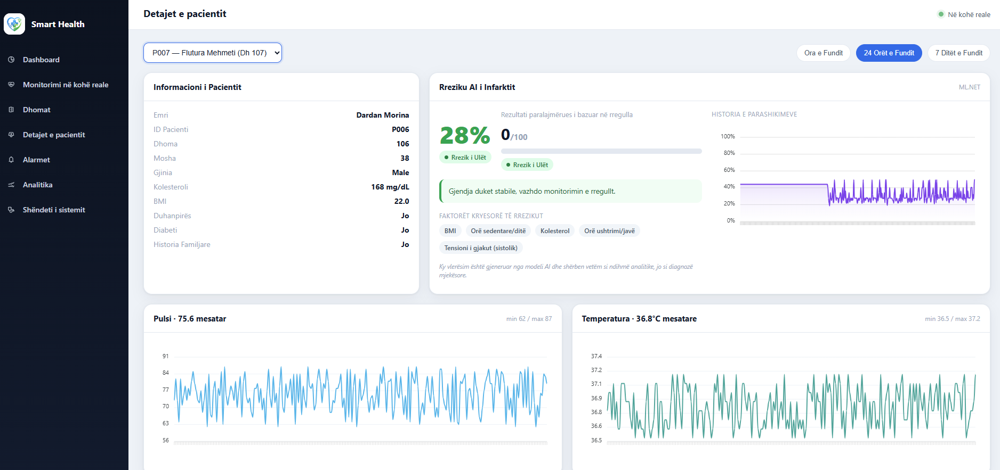 Smart Health
Dashboard
Monitorimi në kohë reale
Dhomat
Detajet e pacientit
Alarmet
Analitika
Shëndeti i sistemit
Detajet e pacientit
Në kohë reale
P007 — Flutura Mehmeti (Dh 107)
Ora e Fundit
24 Orët e Fundit
7 Ditët e Fundit
Informacioni i Pacientit
Emri Dardan Morina
ID Pacienti P006
Dhoma 106
Mosha 38
Gjinia Male
Kolesteroli 168 mg/dL
BMI 22.0
Duhanpirës Jo
Diabeti Jo
Historia Familjare Jo
Rreziku AI i Infarktit
ML.NET
28%
Rrezik i Ulët
Rezultati paralajmërues i bazuar në rregulla
0/100
Rrezik i Ulët
Gjendja duket stabile, vazhdo monitorimin e rregullt.
FAKTORËT KRYESORË TË RREZIKUT
BMI
Orë sedentare/ditë
Kolesterol
Orë ushtrimi/javë
Tensioni i gjakut (sistolik)
Ky vlerësim është gjeneruar nga modeli AI dhe shërben vetëm si ndihmë analitike, jo si diagnozë
mjekësore.
HISTORIA E PARASHIKIMEVE
100%
80%
60%
40%
20%
0%
Pulsi · 75.6 mesatar
min 62 / max 87
91
84
77
70
63
56
Temperatura · 36.8°C mesatare
min 36.5 / max 37.2
37.4
37.2
37.1
36.9
36.8
36.6
36.5